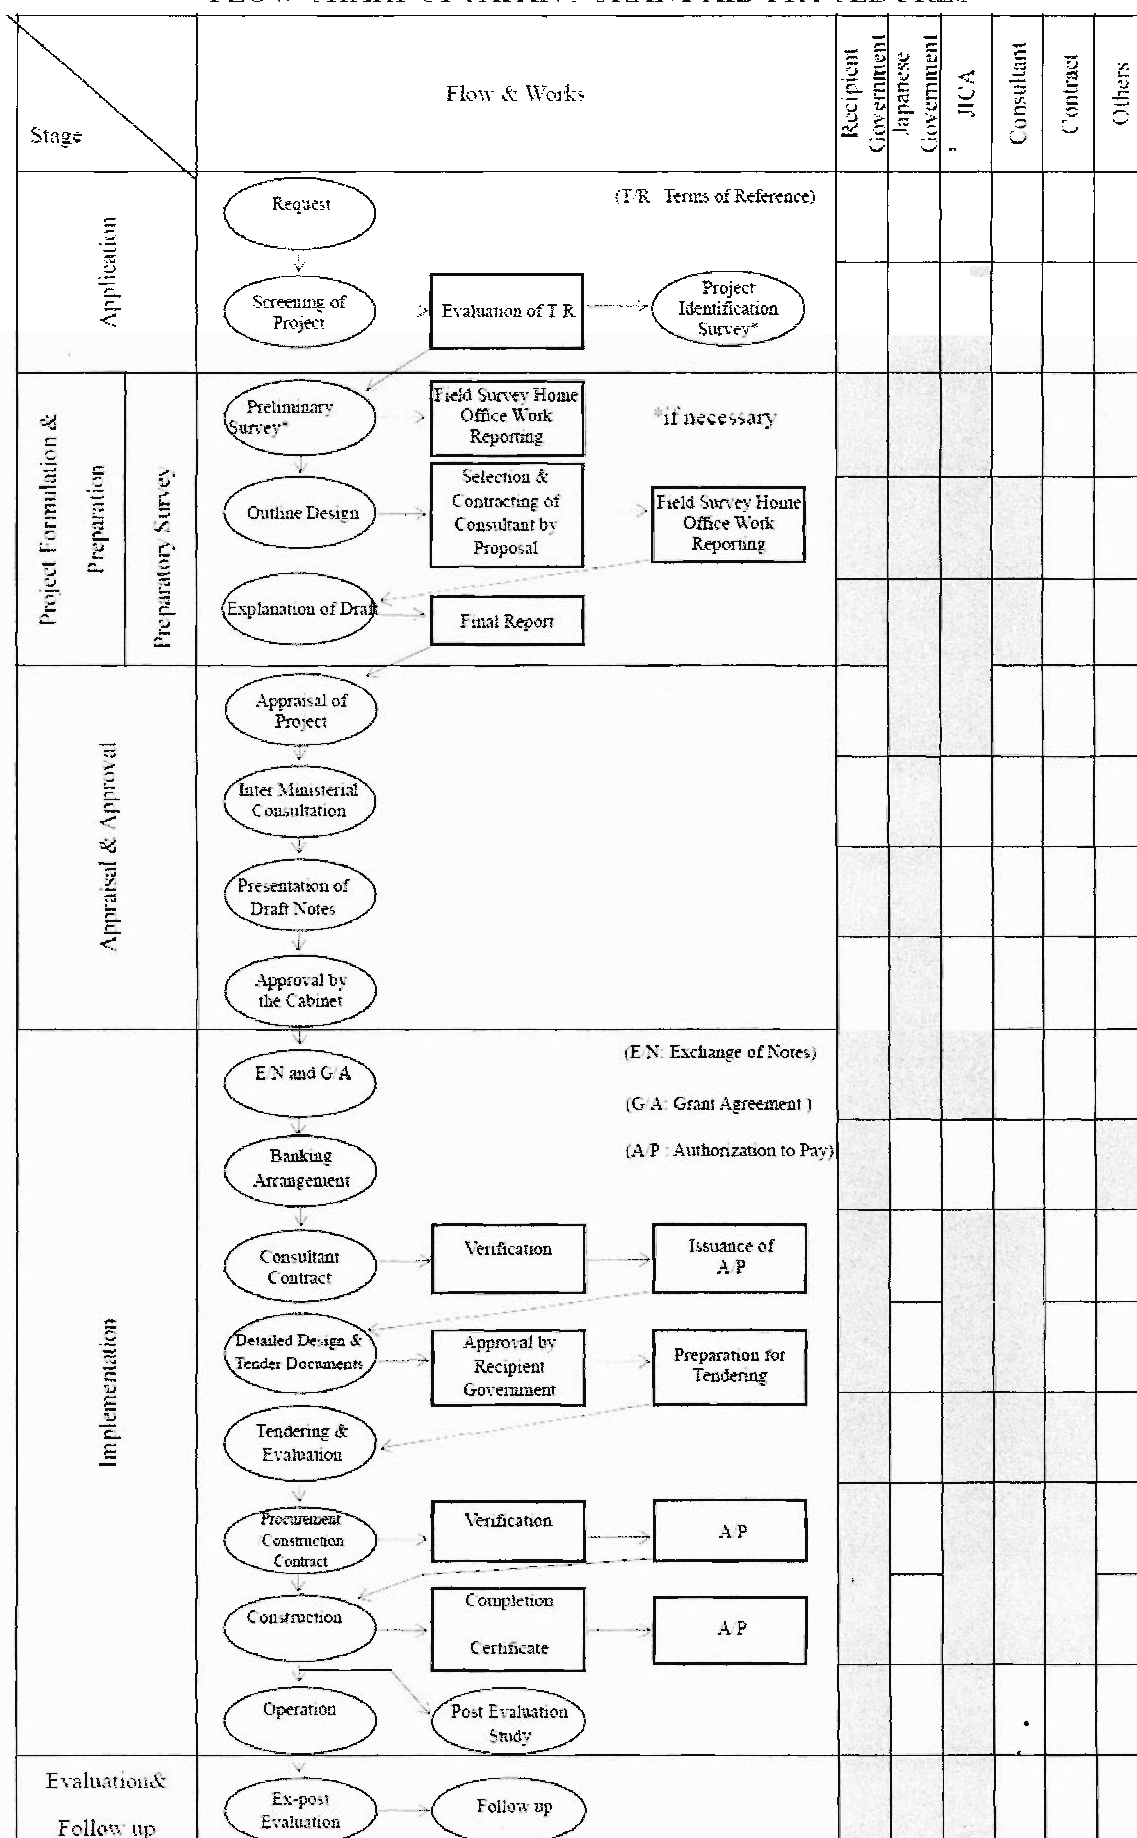 Stage
Flow & Works
Recipient
Government
Japanese
Government
JICA
Consultant
Contract
Others
Application
Request
(T/R : Terms of Reference)
Screening of
Project
Evaluation of T/R
Project
Identification
Survey*
Project Formulation &
Preparation
Preparatory Survey
Preliminary
Survey*
Field Survey Home
Office Work
Reporting
*if necessary
Outline Design
Selection &
Contracting of
Consultant by
Proposal
Field Survey Home
Office Work
Reporting
Explanation of Draft
Final Report
Appraisal & Approval
Appraisal of
Project
Inter Ministerial
Consultation
Presentation of
Draft Notes
Approval by
the Cabinet
Implementation
E/N and G/A
(E/N: Exchange of Notes)
(G/A: Grant Agreement )
(A/P : Authorization to Pay)
Banking
Arrangement
Consultant
Contract
Verification
Issuance of
A/P
Detailed Design &
Tender Documents
Approval by
Recipient
Government
Preparation for
Tendering
Tendering &
Evaluation
Procurement
Construction
Contract
Verification
A/P
Construction
Completion
Certificate
A/P
Operation
Post Evaluation
Study
Evaluation&
Follow up
Ex-post
Evaluation
Follow up